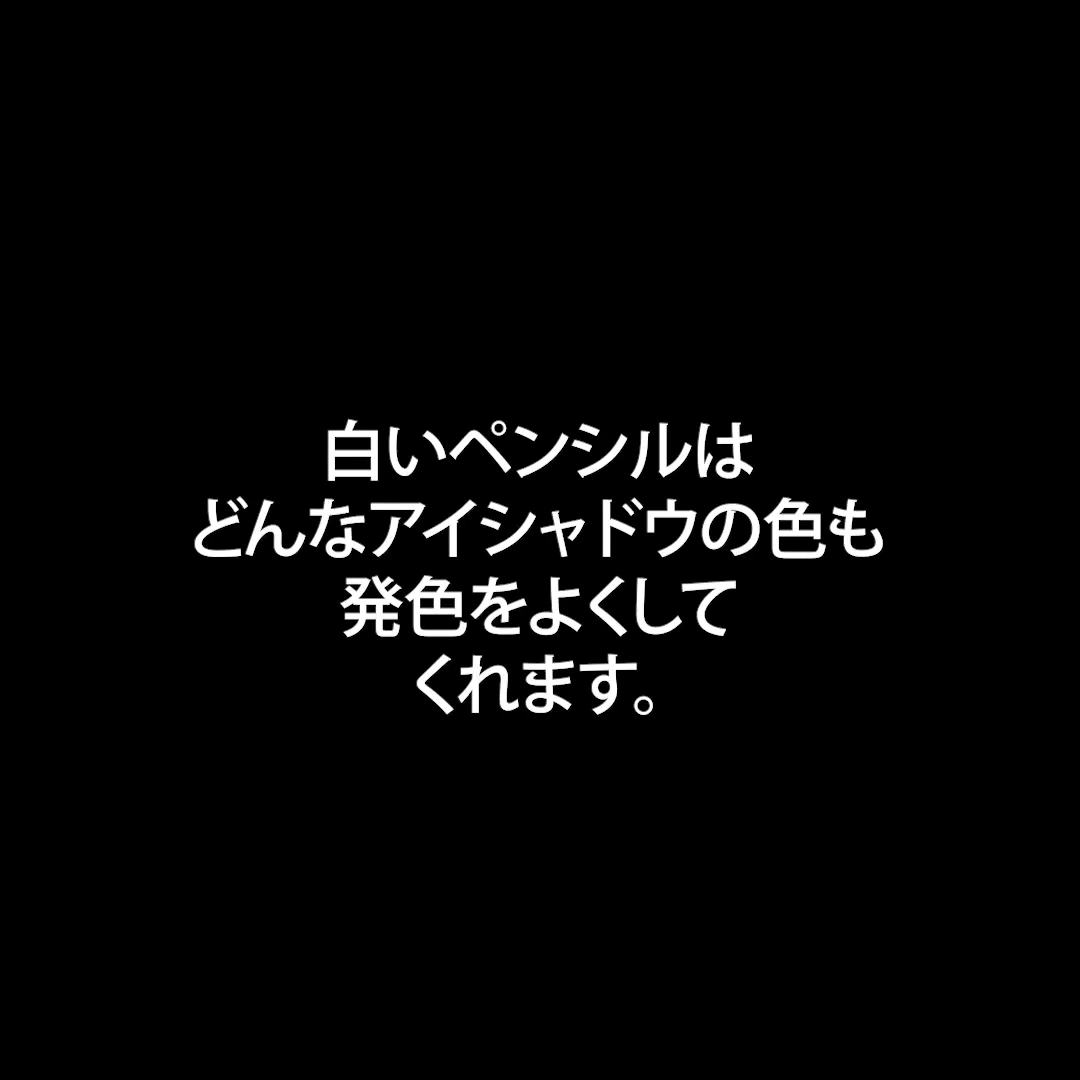 白いペンシルは
どんなアイシャドウの色も
発色をよくして
くれます。